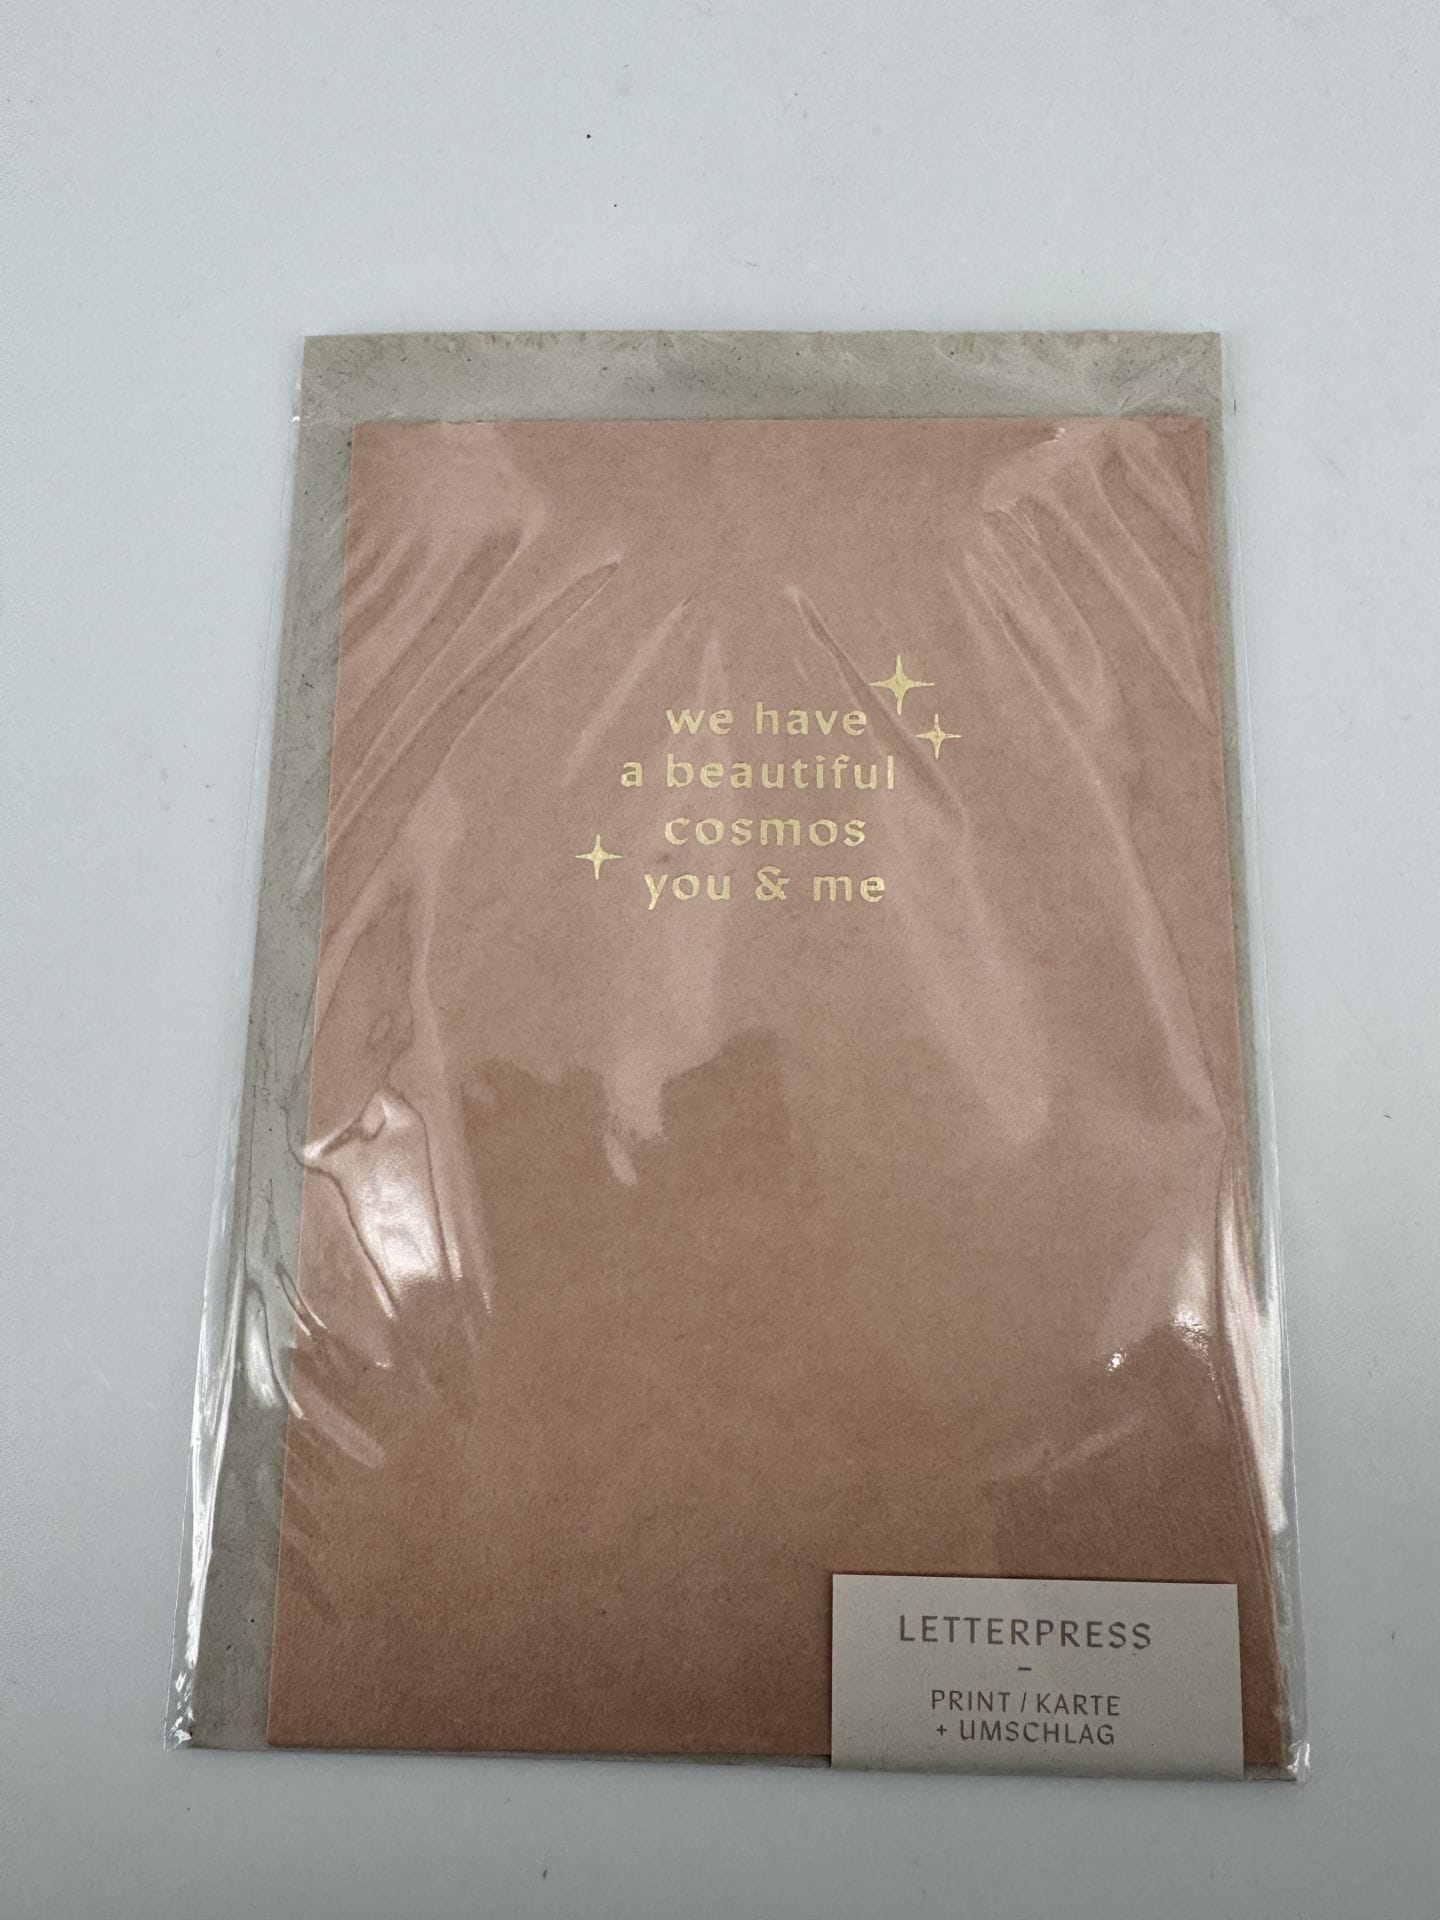 we have
a beautiful
cosmos
you & me
LETTERPRESS
–
PRINT / KARTE
+ UMSCHLAG